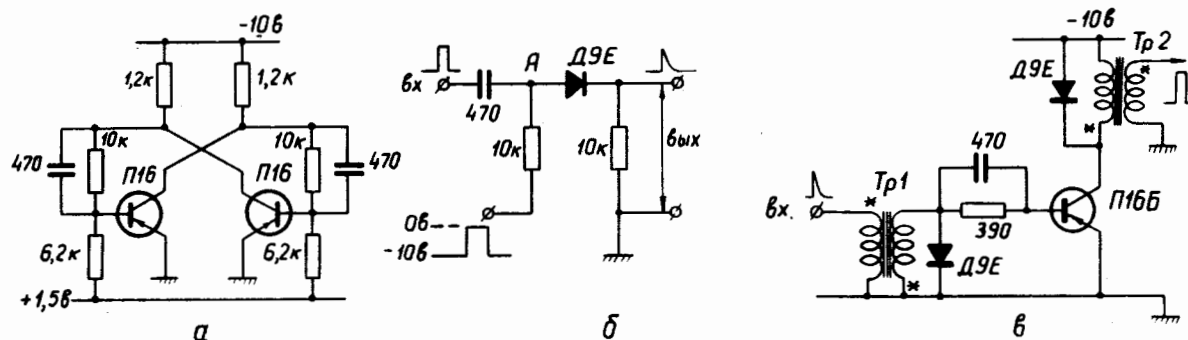 -10в
1,2к
1,2к
10к
10к
470
470
П16
П16
6,2к
6,2к
+1,5в
а
вх
А
Д9Е
470
10к
10к
вых
0в
-10в
б
-10в
Тр2
Д9Е
*
*
470
вх.
Тр1
*
390
П16Б
Д9Е
*
в